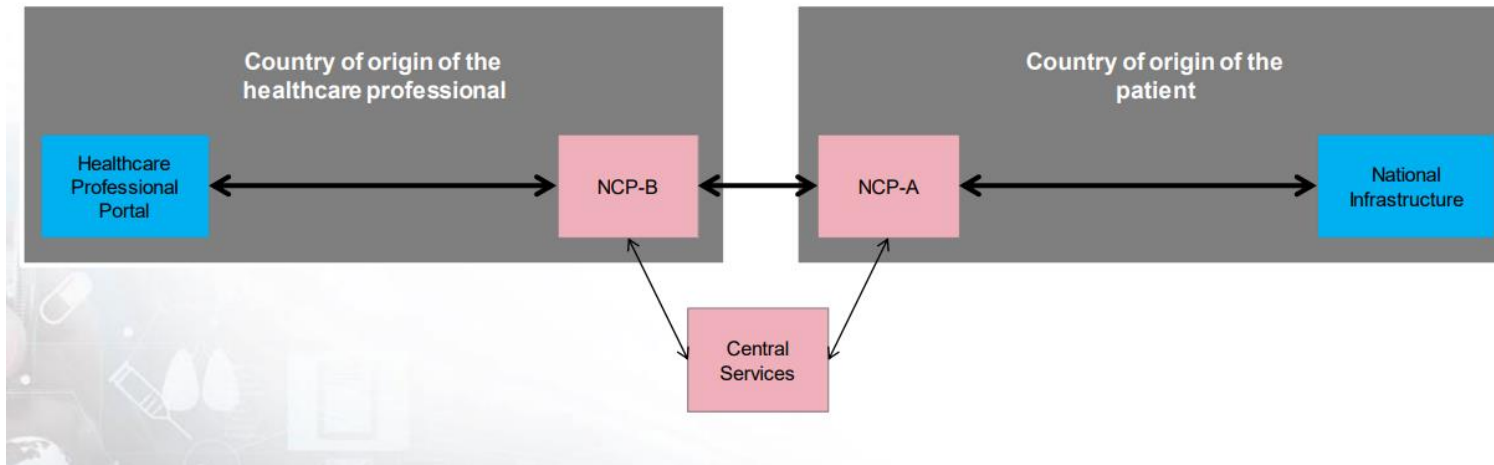 Country of origin of the
healthcare professional
Country of origin of the
patient
Healthcare
Professional
Portal
NCP-B
NCP-A
National
Infrastructure
Central
Services